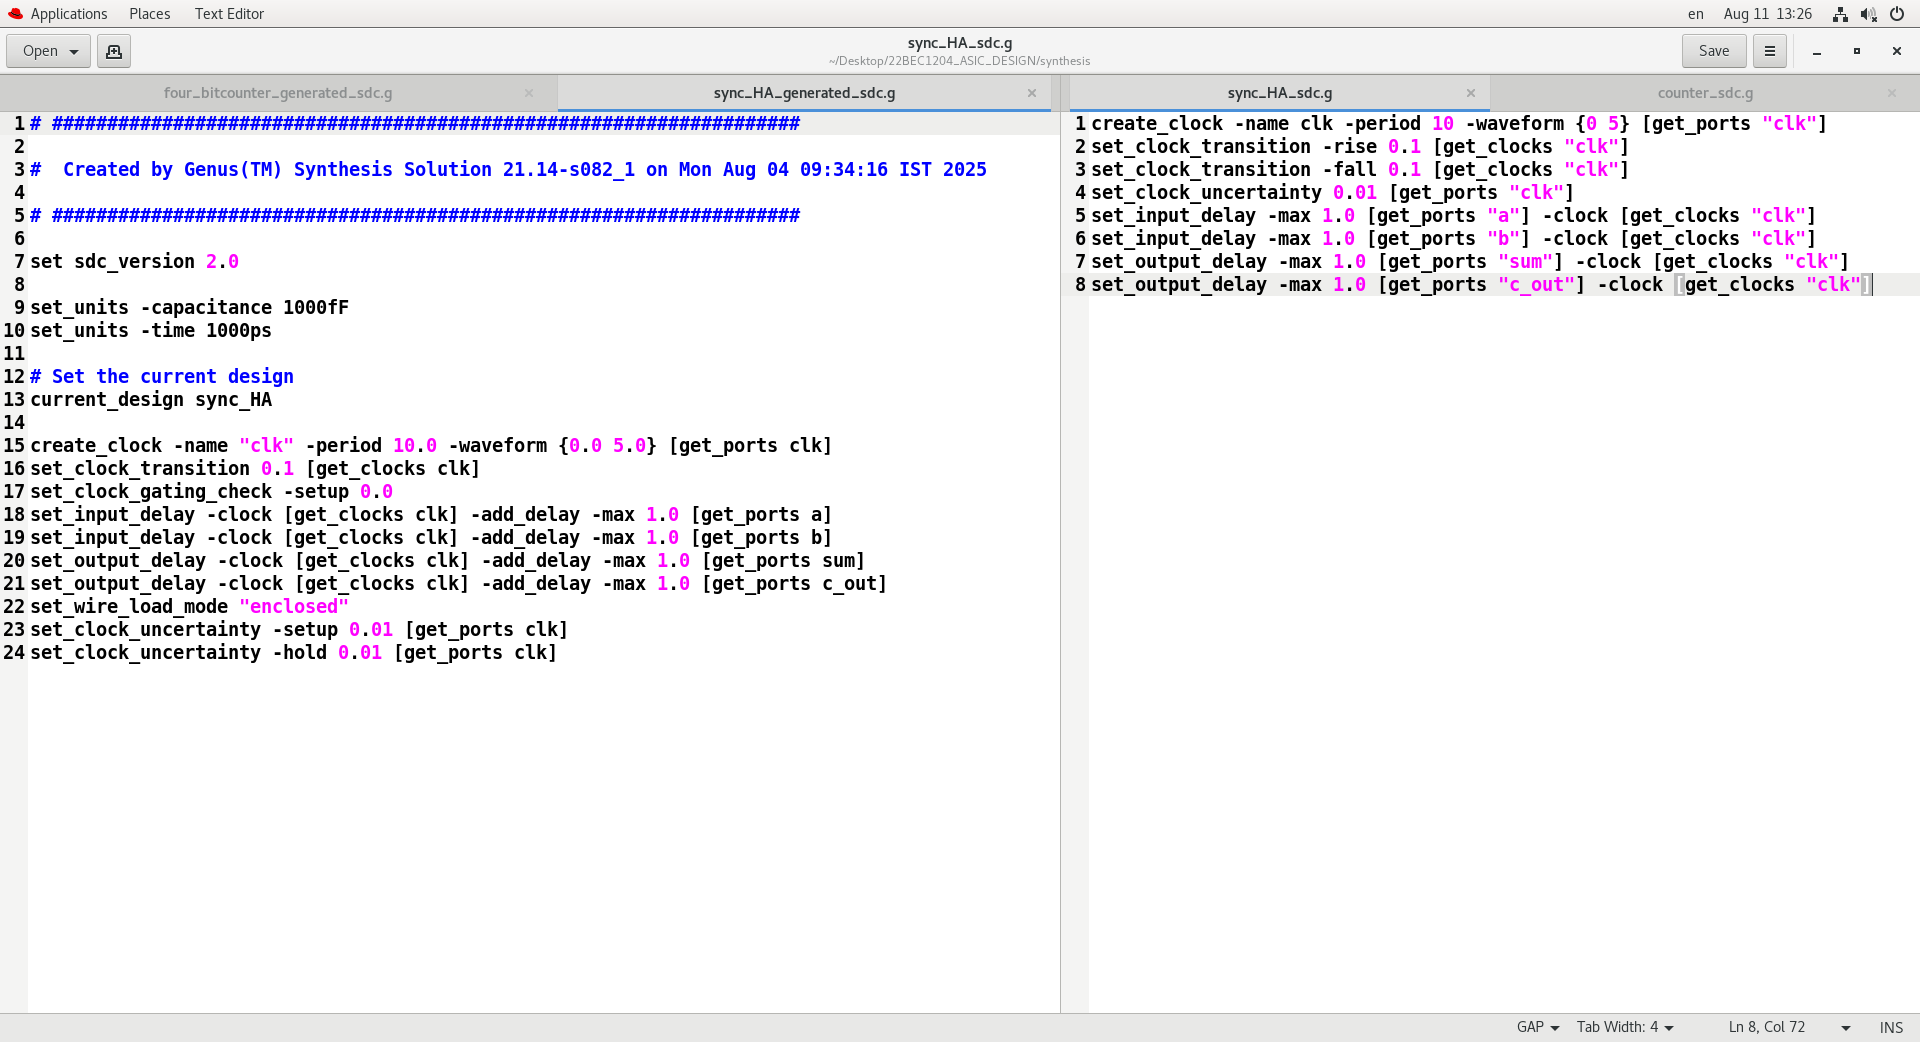 Applications Places Text Editor en Aug 11 13:26
Open sync_HA_sdc.g Save
~/Desktop/22BEC1204_ASIC_DESIGN/synthesis
four_bitcounter_generated_sdc.g sync_HA_generated_sdc.g sync_HA_sdc.g counter_sdc.g
1 # ####################################################################
2
3 #  Created by Genus(TM) Synthesis Solution 21.14-s082_1 on Mon Aug 04 09:34:16 IST 2025
4
5 # ####################################################################
6
7 set sdc_version 2.0
8
9 set_units -capacitance 1000fF
10 set_units -time 1000ps
11
12 # Set the current design
13 current_design sync_HA
14
15 create_clock -name "clk" -period 10.0 -waveform {0.0 5.0} [get_ports clk]
16 set_clock_transition 0.1 [get_clocks clk]
17 set_clock_gating_check -setup 0.0
18 set_input_delay -clock [get_clocks clk] -add_delay -max 1.0 [get_ports a]
19 set_input_delay -clock [get_clocks clk] -add_delay -max 1.0 [get_ports b]
20 set_output_delay -clock [get_clocks clk] -add_delay -max 1.0 [get_ports sum]
21 set_output_delay -clock [get_clocks clk] -add_delay -max 1.0 [get_ports c_out]
22 set_wire_load_mode "enclosed"
23 set_clock_uncertainty -setup 0.01 [get_ports clk]
24 set_clock_uncertainty -hold 0.01 [get_ports clk]
1 create_clock -name clk -period 10 -waveform {0 5} [get_ports "clk"]
2 set_clock_transition -rise 0.1 [get_clocks "clk"]
3 set_clock_transition -fall 0.1 [get_clocks "clk"]
4 set_clock_uncertainty 0.01 [get_ports "clk"]
5 set_input_delay -max 1.0 [get_ports "a"] -clock [get_clocks "clk"]
6 set_input_delay -max 1.0 [get_ports "b"] -clock [get_clocks "clk"]
7 set_output_delay -max 1.0 [get_ports "sum"] -clock [get_clocks "clk"]
8 set_output_delay -max 1.0 [get_ports "c_out"] -clock [get_clocks "clk"]
GAP Tab Width: 4 Ln 8, Col 72 INS